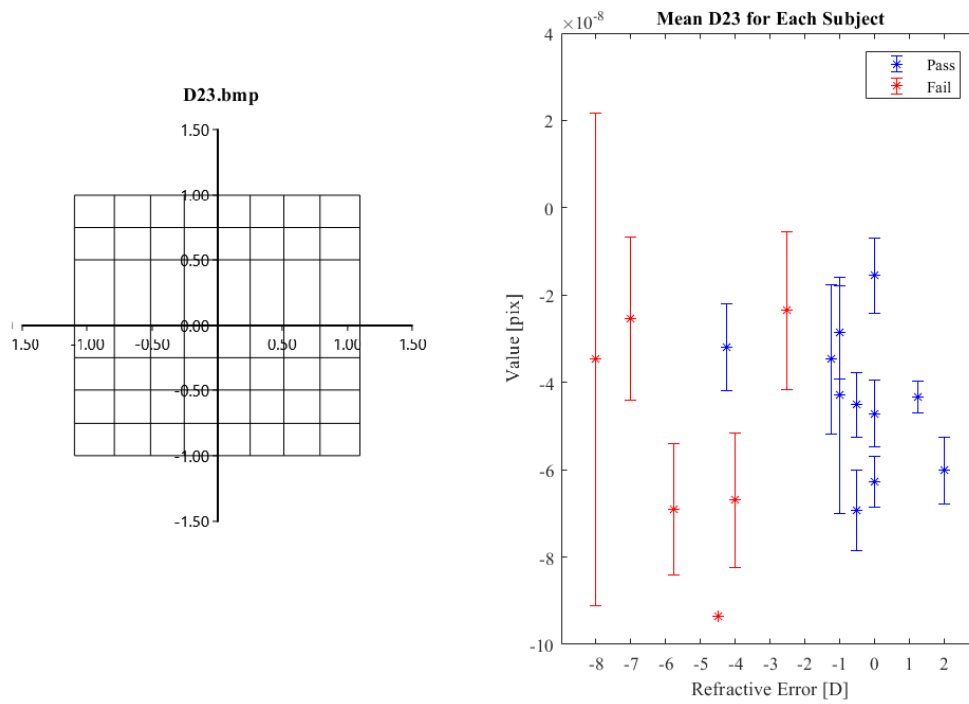 D23.bmp
1.50
1.00
0.50
0.00
-0.50
-1.00
-1.50
1.50 -1.00 -0.50 0.50 1.00 1.50
Mean D23 for Each Subject
×10⁻⁸
4
2
0
-2
-4
-6
-8
-10
Value [pix]
-8 -7 -6 -5 -4 -3 -2 -1 0 1 2
Refractive Error [D]
Pass
Fail